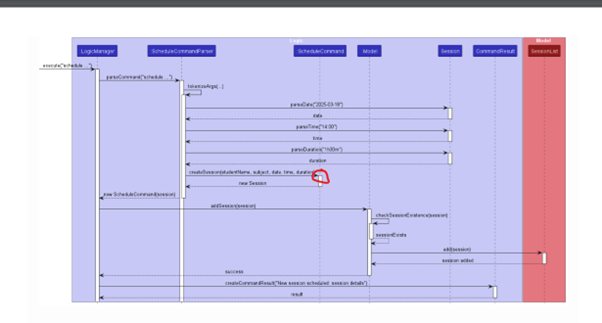 Logic
Model
:LogicManager
:ScheduleCommandParser
:ScheduleCommand
:Model
:Session
:CommandResult
:SessionList
execute("schedule ...")
parseCommand("schedule ...")
tokenizeArgs(...)
parseDate("2025-03-19")
date
parseTime("14:00")
time
parseDuration("1h30m")
duration
createSession(studentName, subject, date, time, duration)
new Session
new ScheduleCommand(session)
addSession(session)
checkSessionExistence(session)
sessionExists
add(session)
session added
success
createCommandResult("New session scheduled: session details")
result